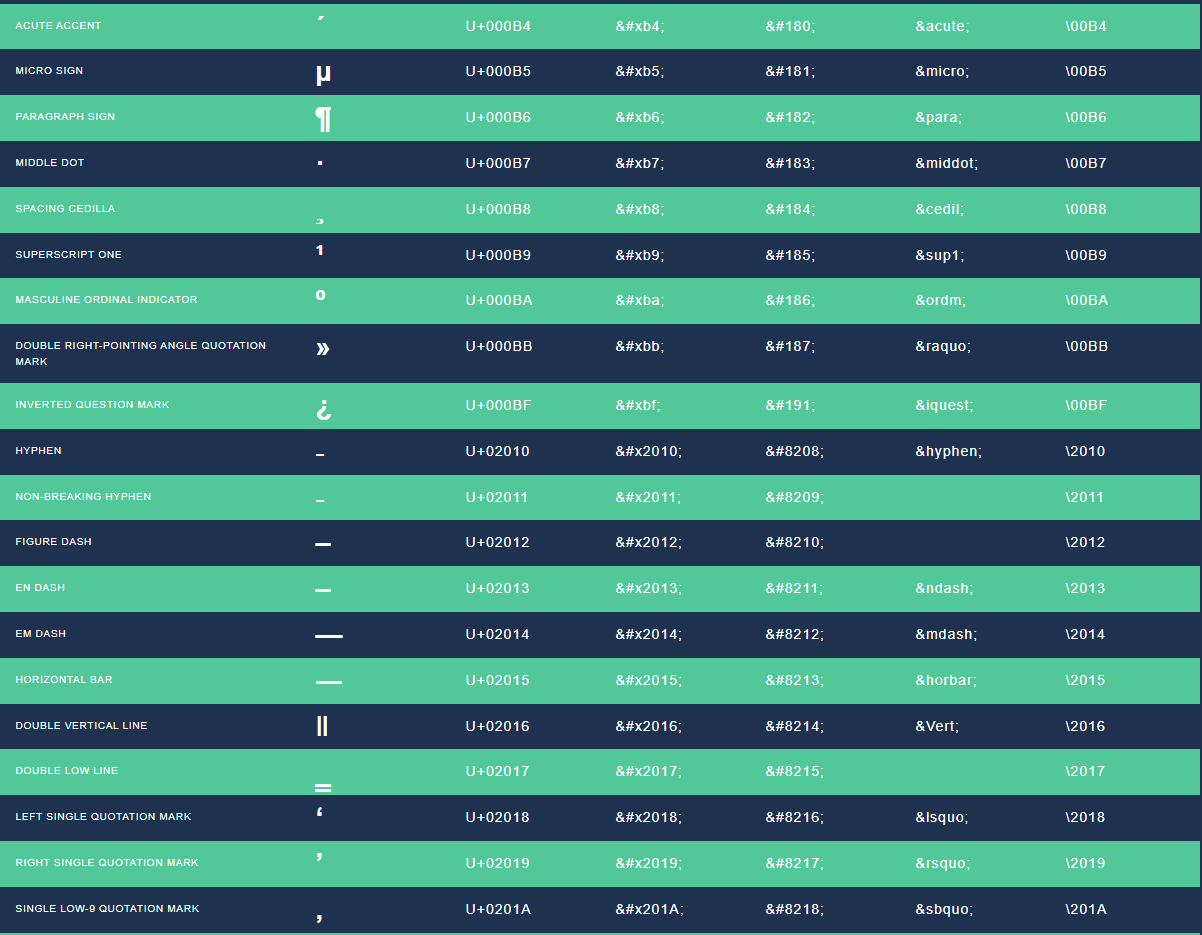 ACUTE ACCENT ´ U+000B4 &#xb4; &#180; &acute; \00B4
MICRO SIGN µ U+000B5 &#xb5; &#181; &micro; \00B5
PARAGRAPH SIGN ¶ U+000B6 &#xb6; &#182; &para; \00B6
MIDDLE DOT · U+000B7 &#xb7; &#183; &middot; \00B7
SPACING CEDILLA ¸ U+000B8 &#xb8; &#184; &cedil; \00B8
SUPERSCRIPT ONE ¹ U+000B9 &#xb9; &#185; &sup1; \00B9
MASCULINE ORDINAL INDICATOR º U+000BA &#xba; &#186; &ordm; \00BA
DOUBLE RIGHT-POINTING ANGLE QUOTATION » U+000BB &#xbb; &#187; &raquo; \00BB
MARK
INVERTED QUESTION MARK ¿ U+000BF &#xbf; &#191; &iquest; \00BF
HYPHEN ‐ U+02010 &#x2010; &#8208; &hyphen; \2010
NON-BREAKING HYPHEN ‑ U+02011 &#x2011; &#8209; \2011
FIGURE DASH ‒ U+02012 &#x2012; &#8210; \2012
EN DASH – U+02013 &#x2013; &#8211; &ndash; \2013
EM DASH — U+02014 &#x2014; &#8212; &mdash; \2014
HORIZONTAL BAR ― U+02015 &#x2015; &#8213; &horbar; \2015
DOUBLE VERTICAL LINE ‖ U+02016 &#x2016; &#8214; &Vert; \2016
DOUBLE LOW LINE ‗ U+02017 &#x2017; &#8215; \2017
LEFT SINGLE QUOTATION MARK ‘ U+02018 &#x2018; &#8216; &lsquo; \2018
RIGHT SINGLE QUOTATION MARK ’ U+02019 &#x2019; &#8217; &rsquo; \2019
SINGLE LOW-9 QUOTATION MARK ‚ U+0201A &#x201A; &#8218; &sbquo; \201A